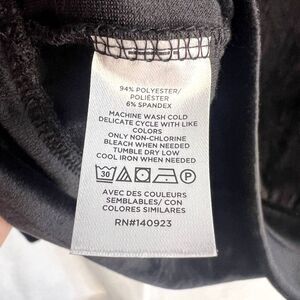 94% POLYESTER/
POLIÉSTER
6% SPANDEX
MACHINE WASH COLD
DELICATE CYCLE WITH LIKE
COLORS
ONLY NON-CHLORINE
BLEACH WHEN NEEDED
TUMBLE DRY LOW
COOL IRON WHEN NEEDED
30 P
AVEC DES COULEURS
SEMBLABLES/ CON
COLORES SIMILARES
RN#140923